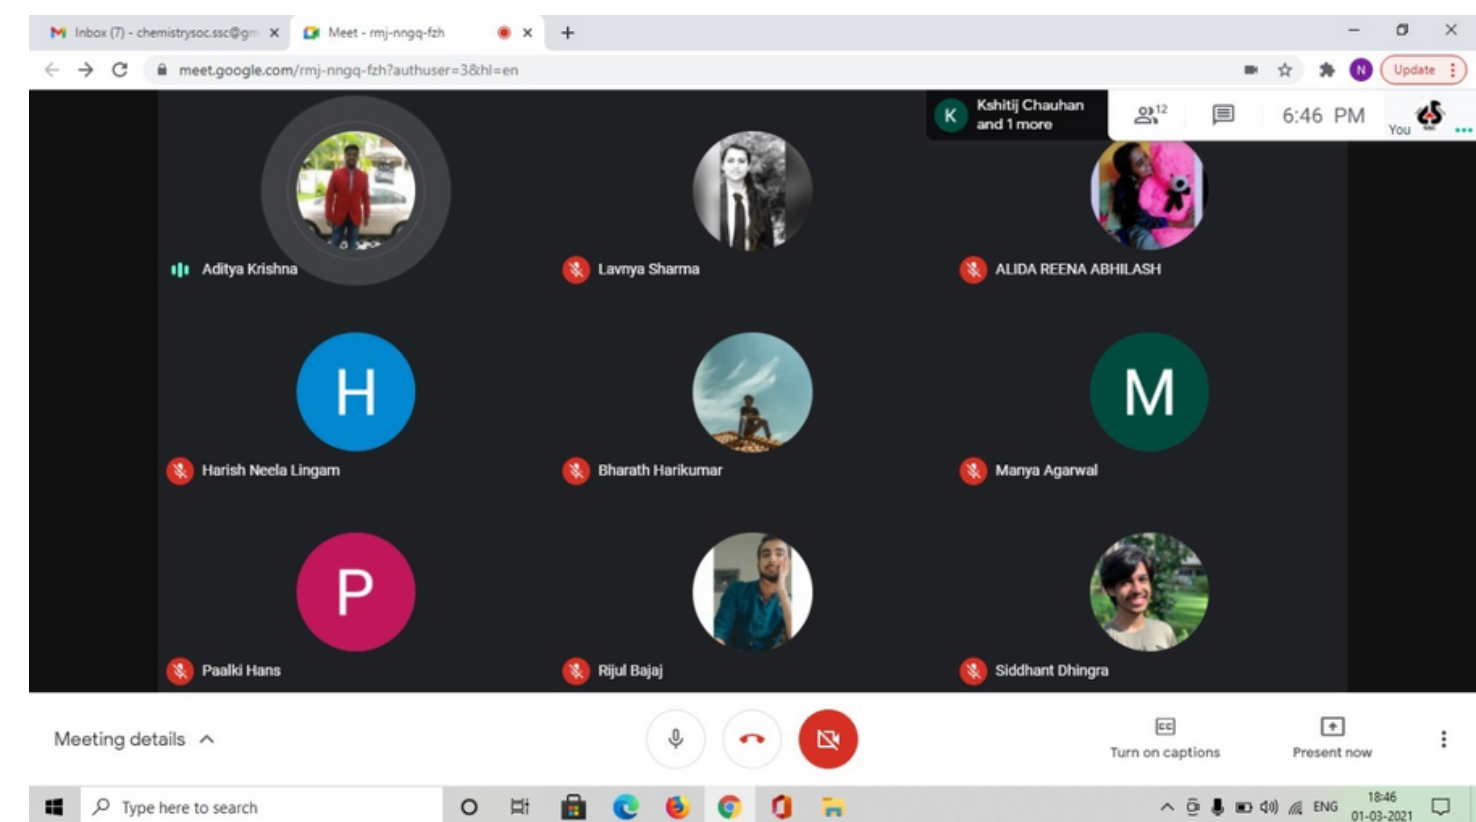 Inbox (7) - chemistrysoc.ssc@gm
Meet - rmj-nngq-fzh
meet.google.com/rmj-nngq-fzh?authuser=3&hl=en
N
Update
K
Kshitij Chauhan
and 1 more
12
6:46 PM
You
Aditya Krishna
Lavnya Sharma
ALIDA REENA ABHILASH
H
M
Harish Neela Lingam
Bharath Harikumar
Manya Agarwal
P
Paalki Hans
Rijul Bajaj
Siddhant Dhingra
Meeting details
CC
Turn on captions
Present now
Type here to search
ENG
18:46
01-03-2021